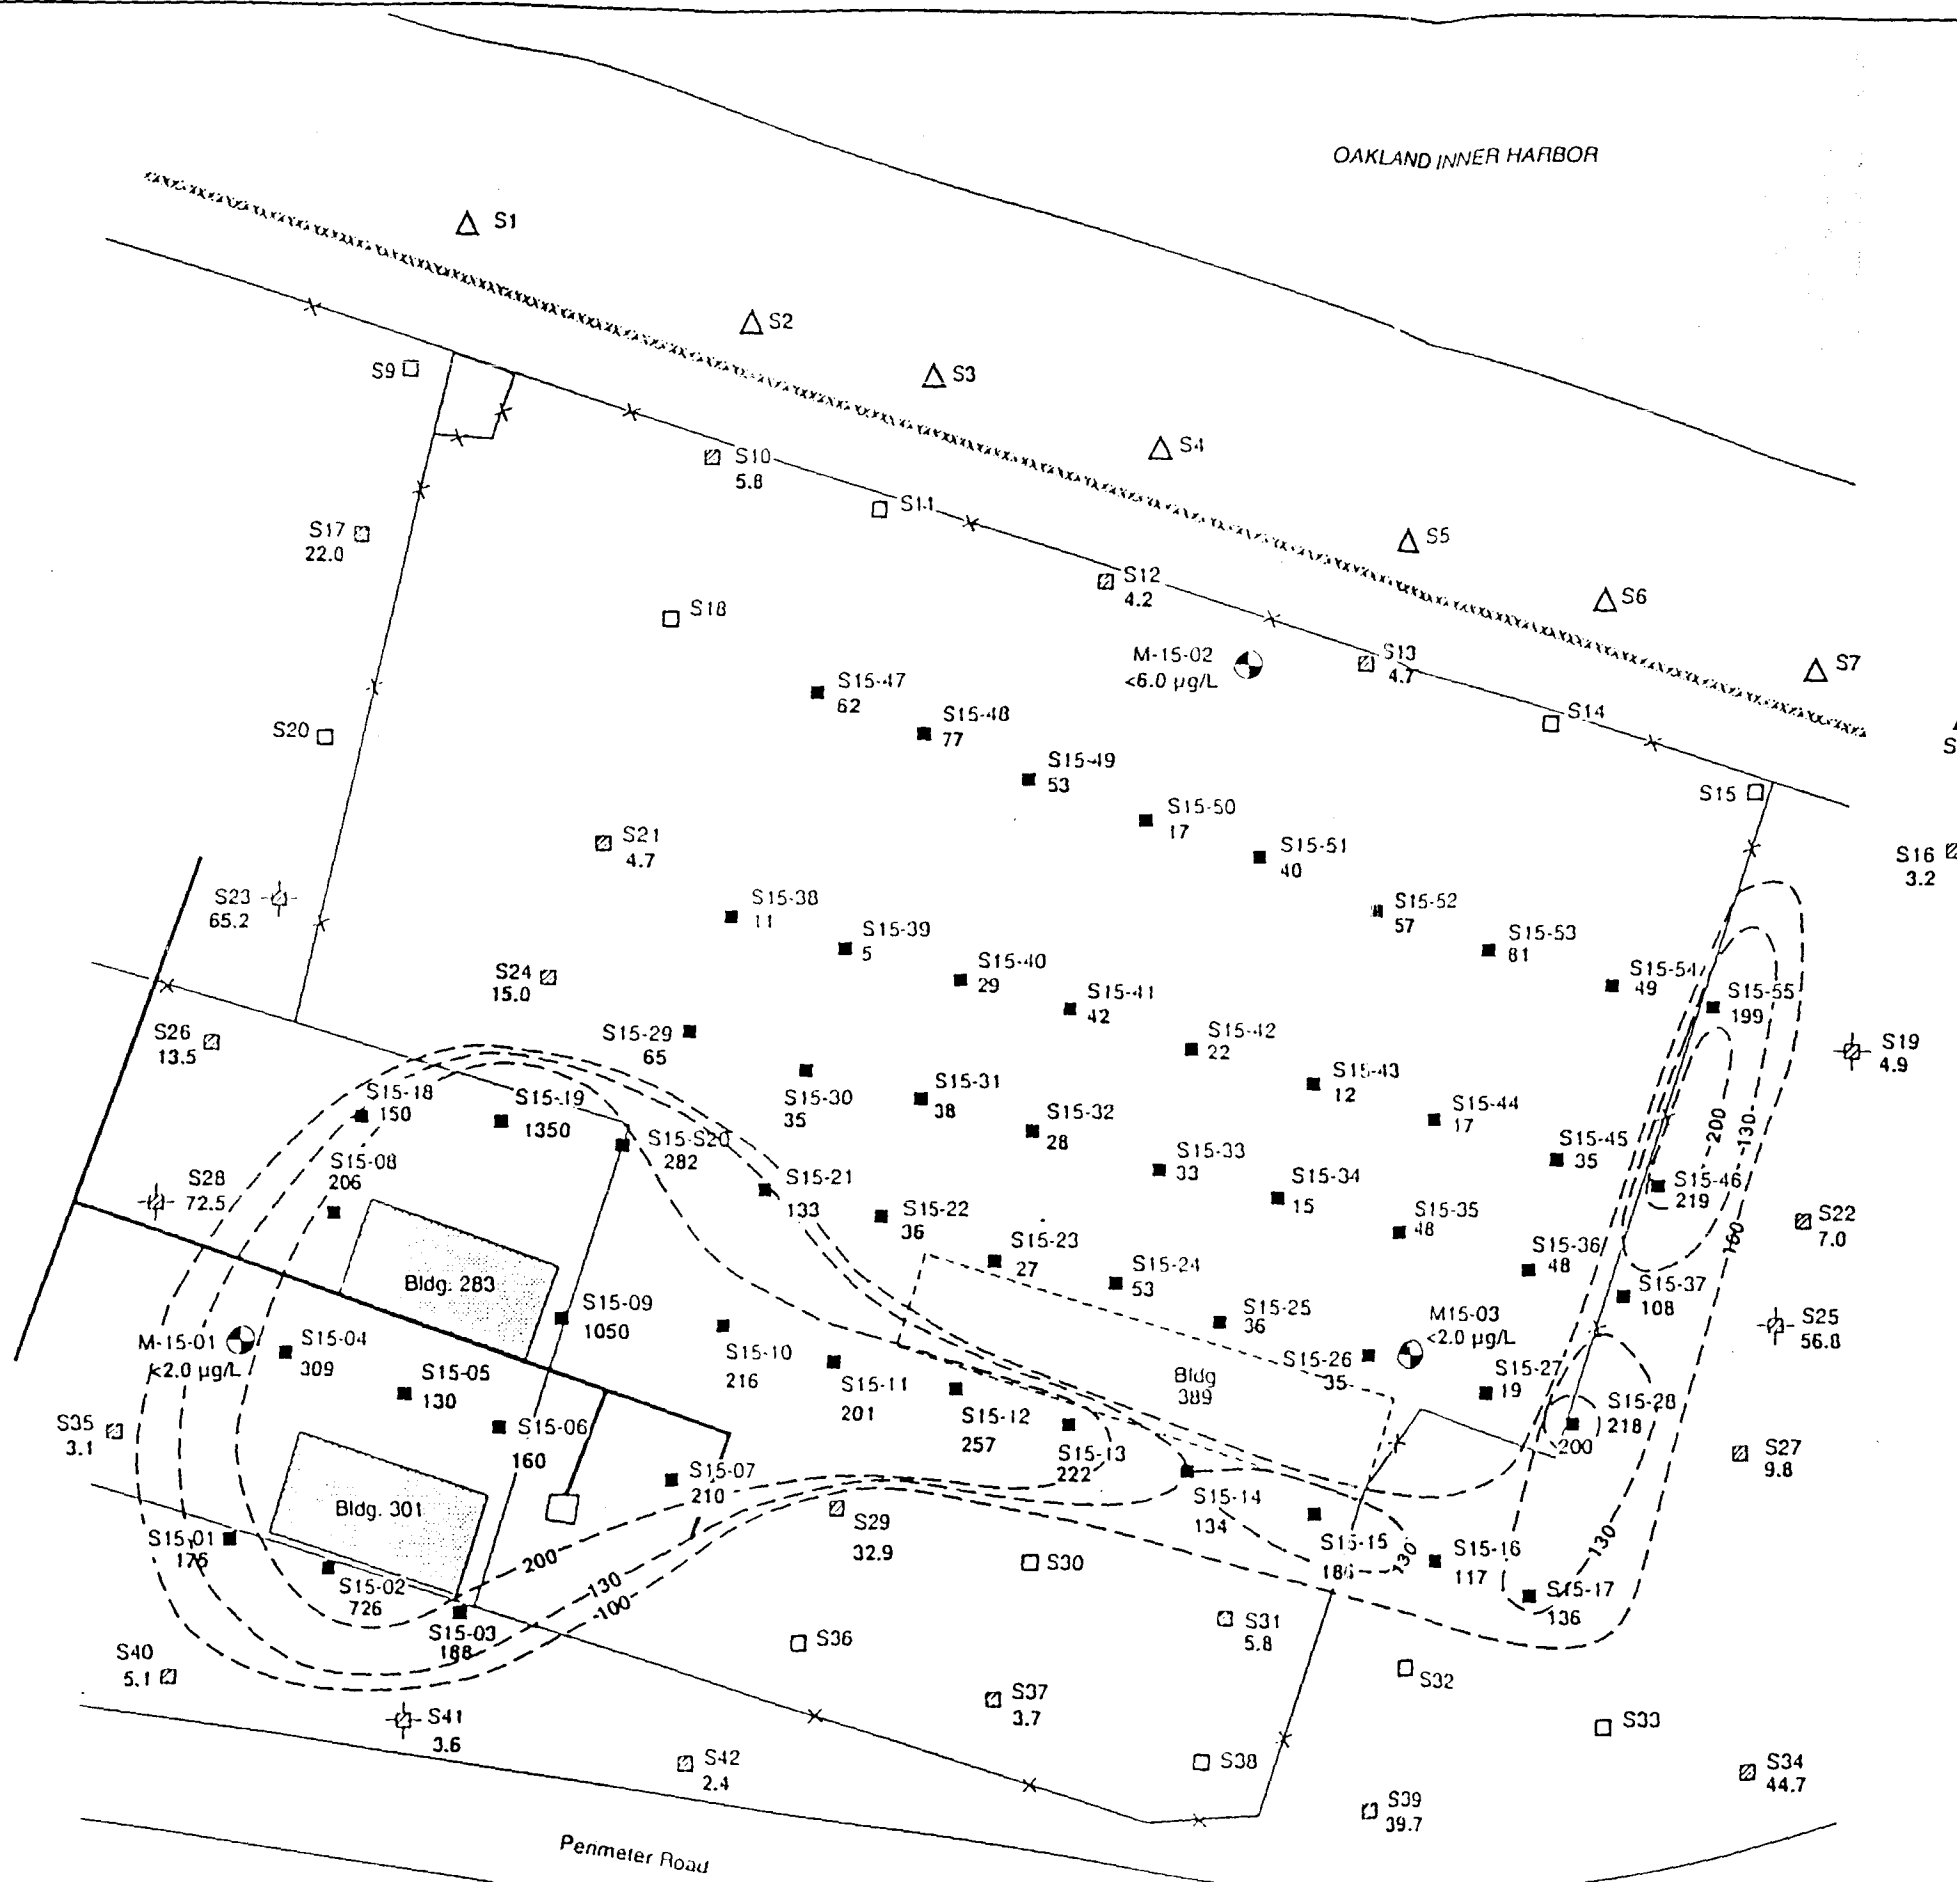 OAKLAND INNER HARBOR
S1
S2
S3
S9
S4
S10
5.8
S11
S17
22.0
S5
S12
4.2
S6
S18
M-15-02
<6.0 µg/L
S13
4.7
S7
S15-47
62
S14
S15-48
77
S20
S
S15-49
53
S15
S15-50
17
S21
4.7
S15-51
40
S16
3.2
S23
65.2
S15-38
11
S15-52
57
S15-39
5
S15-53
81
S24
15.0
S15-40
29
S15-54
49
S15-41
42
S15-55
199
S26
13.5
S15-29
65
S15-42
22
S19
4.9
S15-18
150
S15-19
1350
S15-30
35
S15-31
38
S15-43
12
S15-32
28
S15-44
17
200
130
S15-S20
282
S15-08
206
S15-33
33
S15-45
35
S28
72.5
S15-21
133
S15-34
15
S15-46
219
S15-22
36
S15-35
48
S22
7.0
100
S15-23
27
S15-24
53
S15-36
48
Bldg. 283
S15-37
108
S15-09
1050
S15-25
36
M15-03
<2.0 µg/L
S25
56.8
M-15-01
<2.0 µg/L
S15-04
309
S15-10
216
S15-26
35
S15-05
130
S15-11
201
Bldg
389
S15-27
19
S15-28
218
200
S35
3.1
S15-06
160
S15-12
257
S15-13
222
S27
9.8
S15-07
210
S15-14
134
Bldg. 301
S29
32.9
S15-01
175
S15-15
186
130
S15-16
117
130
S30
200
S15-02
726
130
100
S15-17
136
S15-03
188
S36
S31
5.8
S40
5.1
S32
S37
3.7
S41
3.6
S33
S42
2.4
S38
S34
44.7
S39
39.7
Perimeter Road